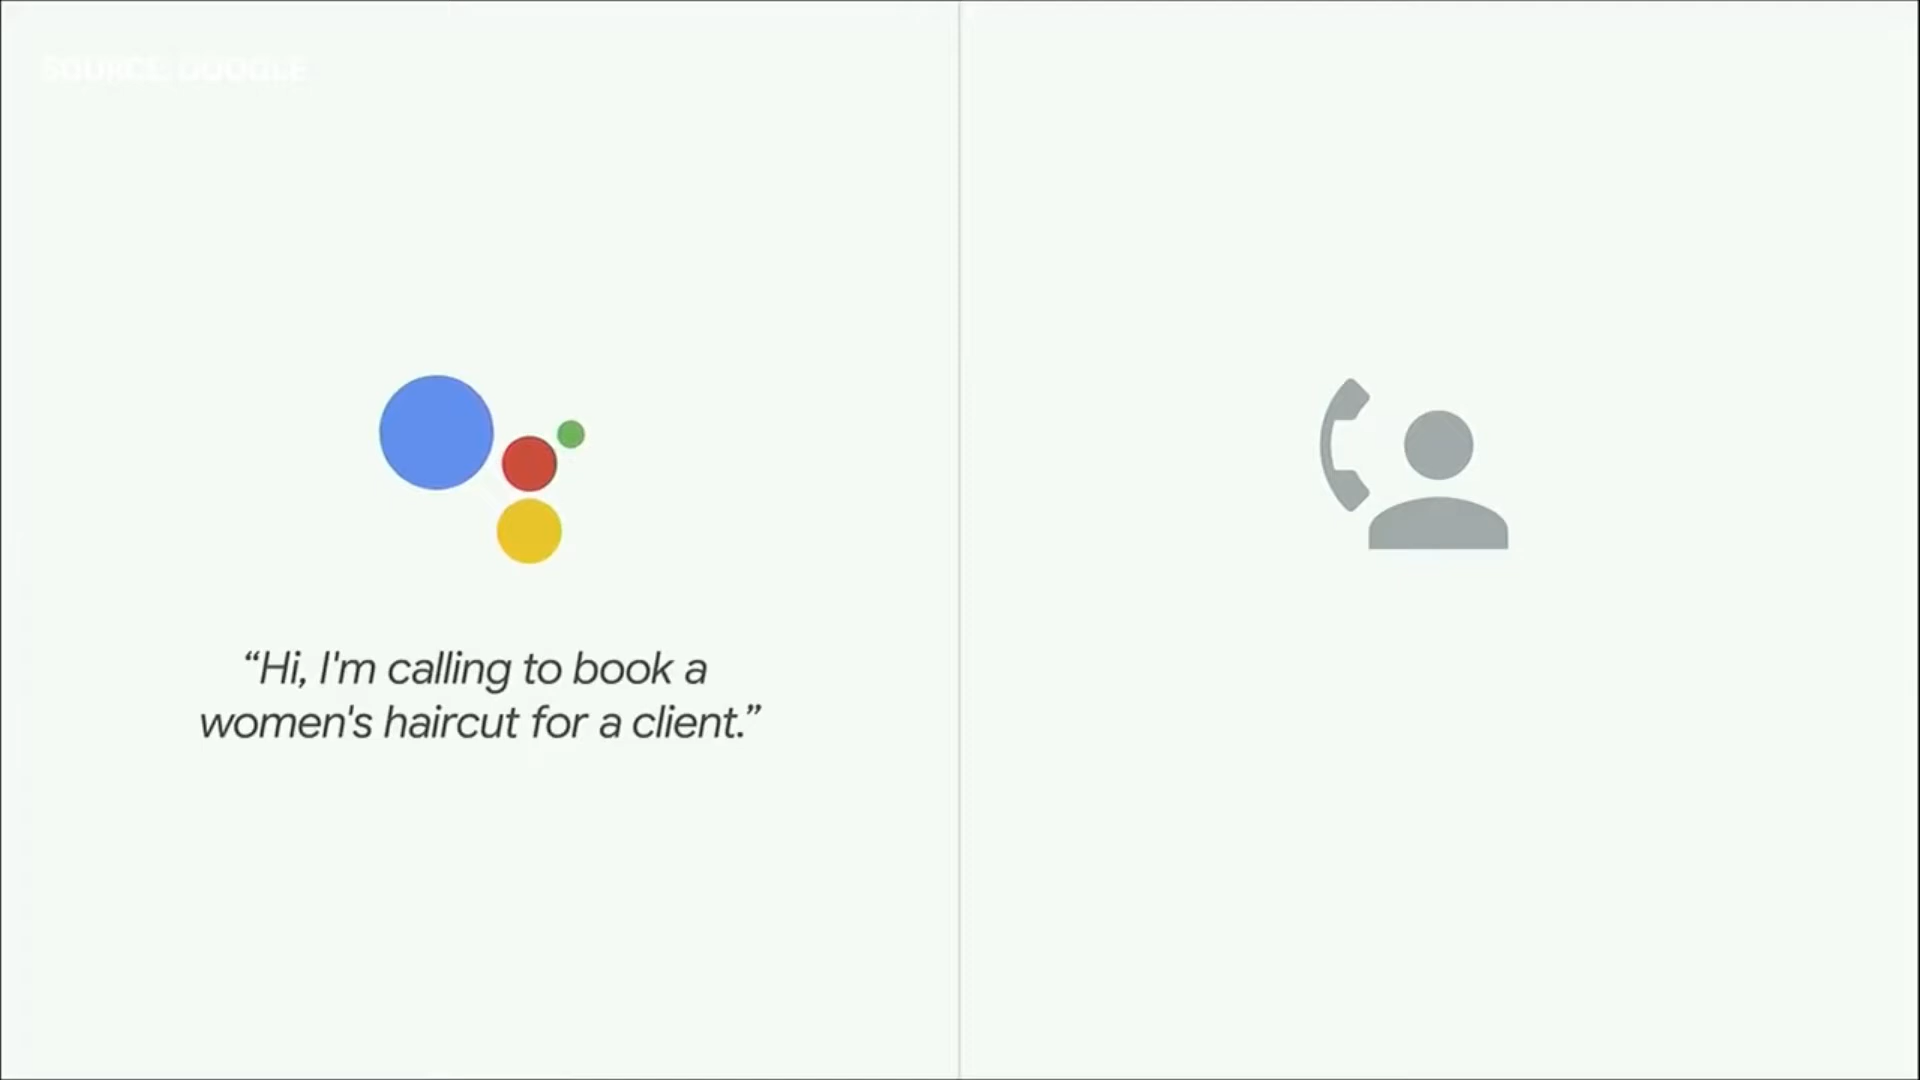 SOURCE: GOOGLE
“Hi, I'm calling to book a
women's haircut for a client.”